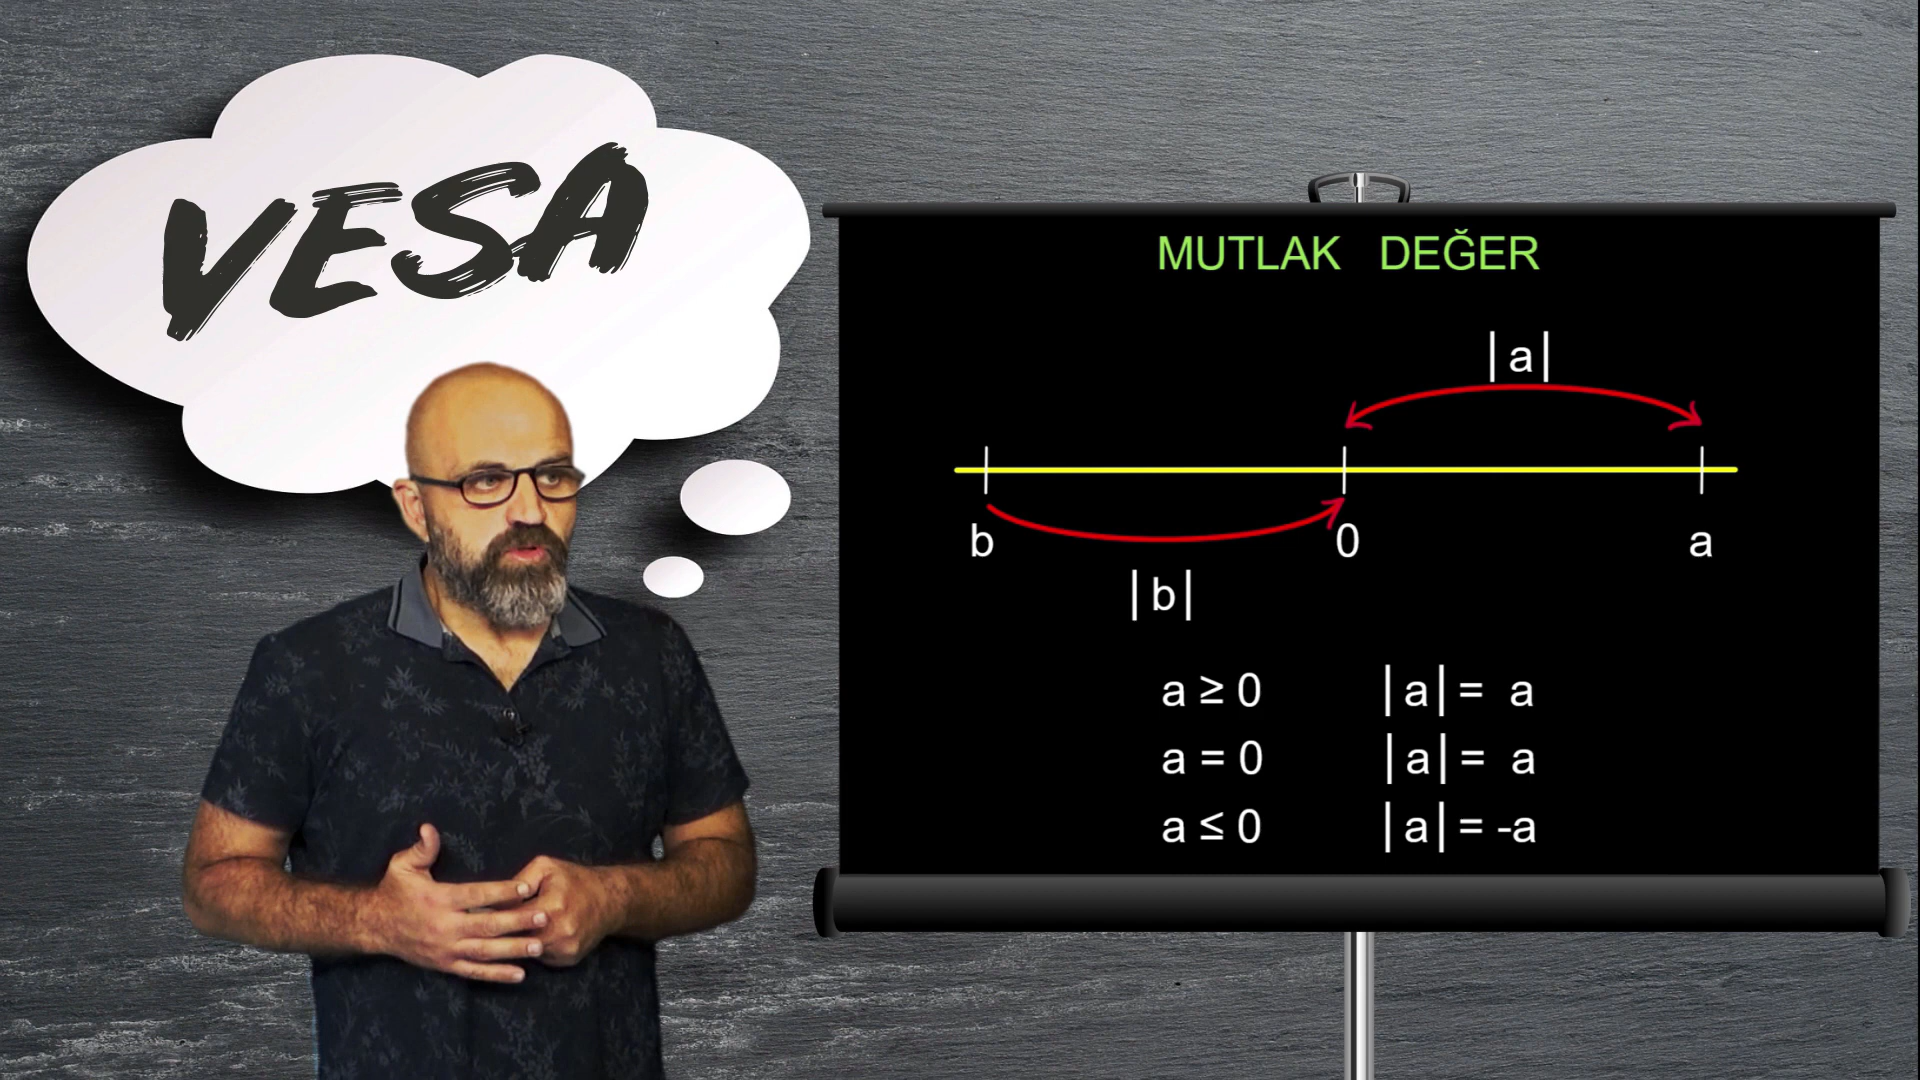 VESA
MUTLAK DEĞER
|a|
b 0 a
|b|
a ≥ 0 |a| = a
a = 0 |a| = a
a ≤ 0 |a| = -a